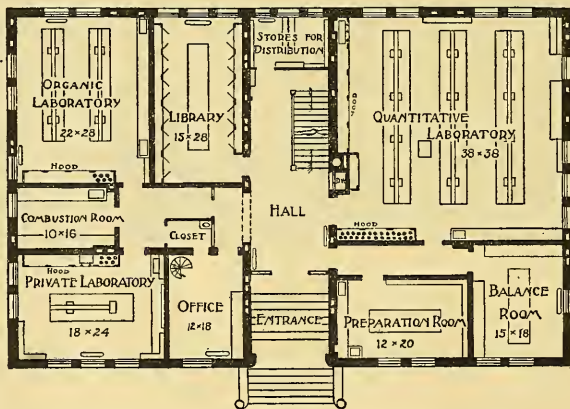 STORES FOR
DISTRIBUTION
ORGANIC
LABORATORY
22×28
LIBRARY
15×28
QUANTITATIVE
LABORATORY
38×38
HOOD
COMBUSTION ROOM
10×16
CLOSET
HALL
HOOD
HOOD
PRIVATE LABORATORY
18×24
OFFICE
12×18
ENTRANCE
PREPARATION ROOM
12×20
BALANCE
ROOM
15×18